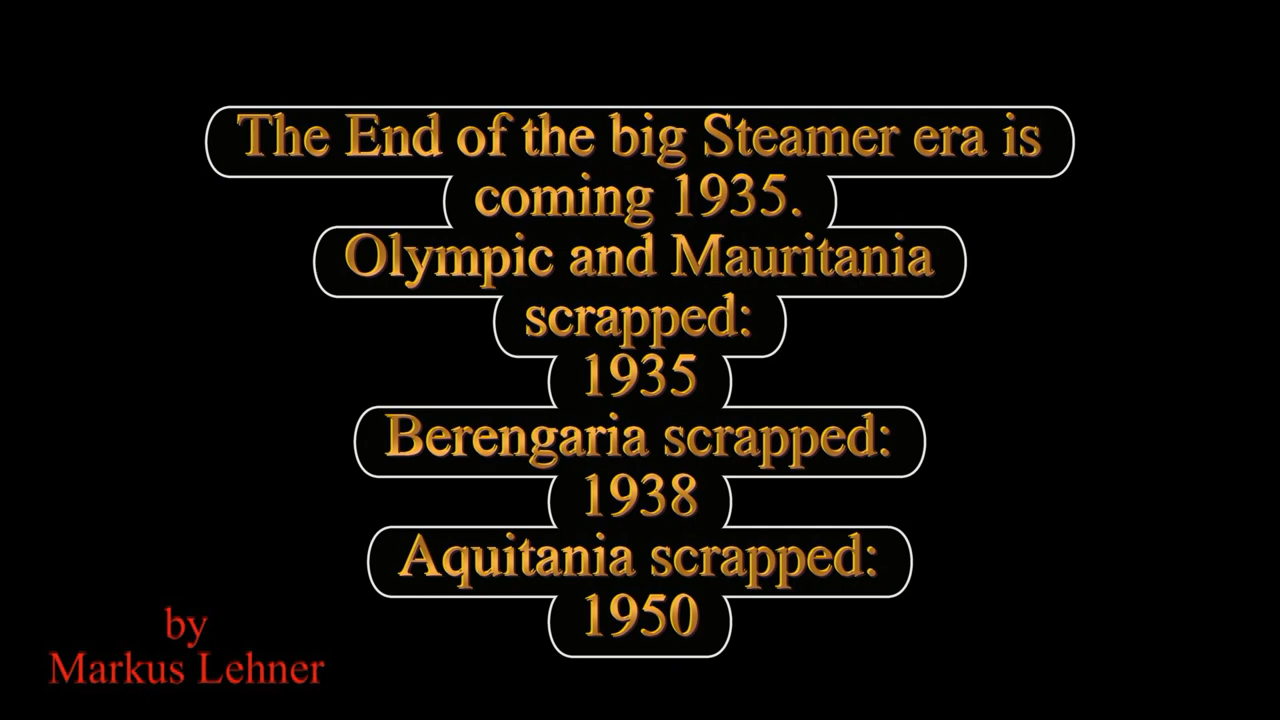 The End of the big Steamer era is
coming 1935.
Olympic and Mauritania
scrapped:
1935
Berengaria scrapped:
1938
Aquitania scrapped:
1950
by
Markus Lehner